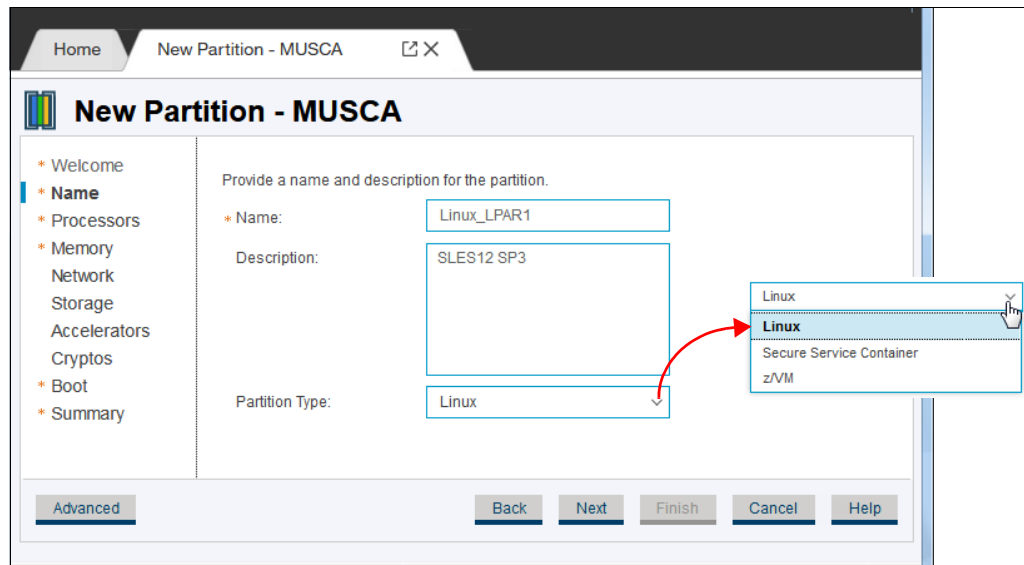 Home
New Partition - MUSCA
New Partition - MUSCA
* Welcome
* Name
* Processors
* Memory
Network
Storage
Accelerators
Cryptos
* Boot
* Summary
Provide a name and description for the partition.
* Name: Linux_LPAR1
Description: SLES12 SP3
Partition Type: Linux
Linux
Linux
Secure Service Container
z/VM
Advanced Back Next Finish Cancel Help